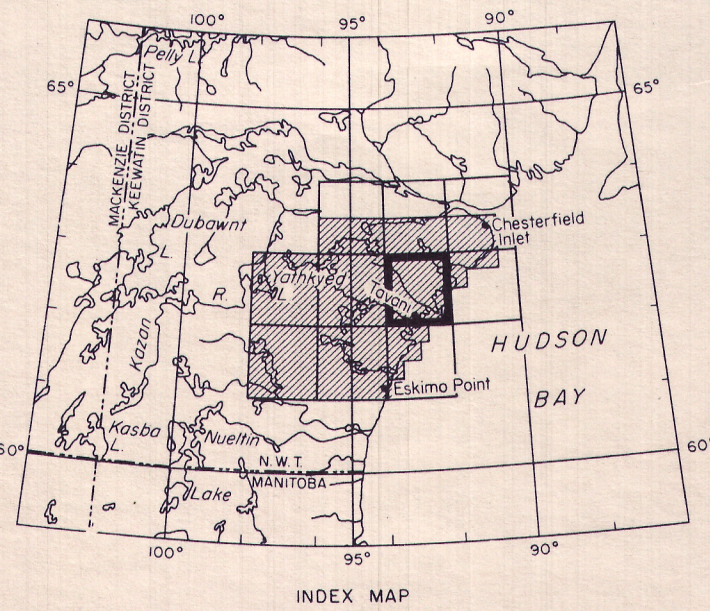 100°
95°
90°
Pelly L.
65°
65°
MACKENZIE DISTRICT
KEEWATIN DISTRICT
Dubawnt
L.
Chesterfield
Inlet
Yathkyed
L.
R.
Tavani
Kazan
HUDSON
Eskimo Point
BAY
Kasba
L.
Nueltin
60°
60°
N.W.T.
MANITOBA
Lake
100°
95°
90°
INDEX MAP